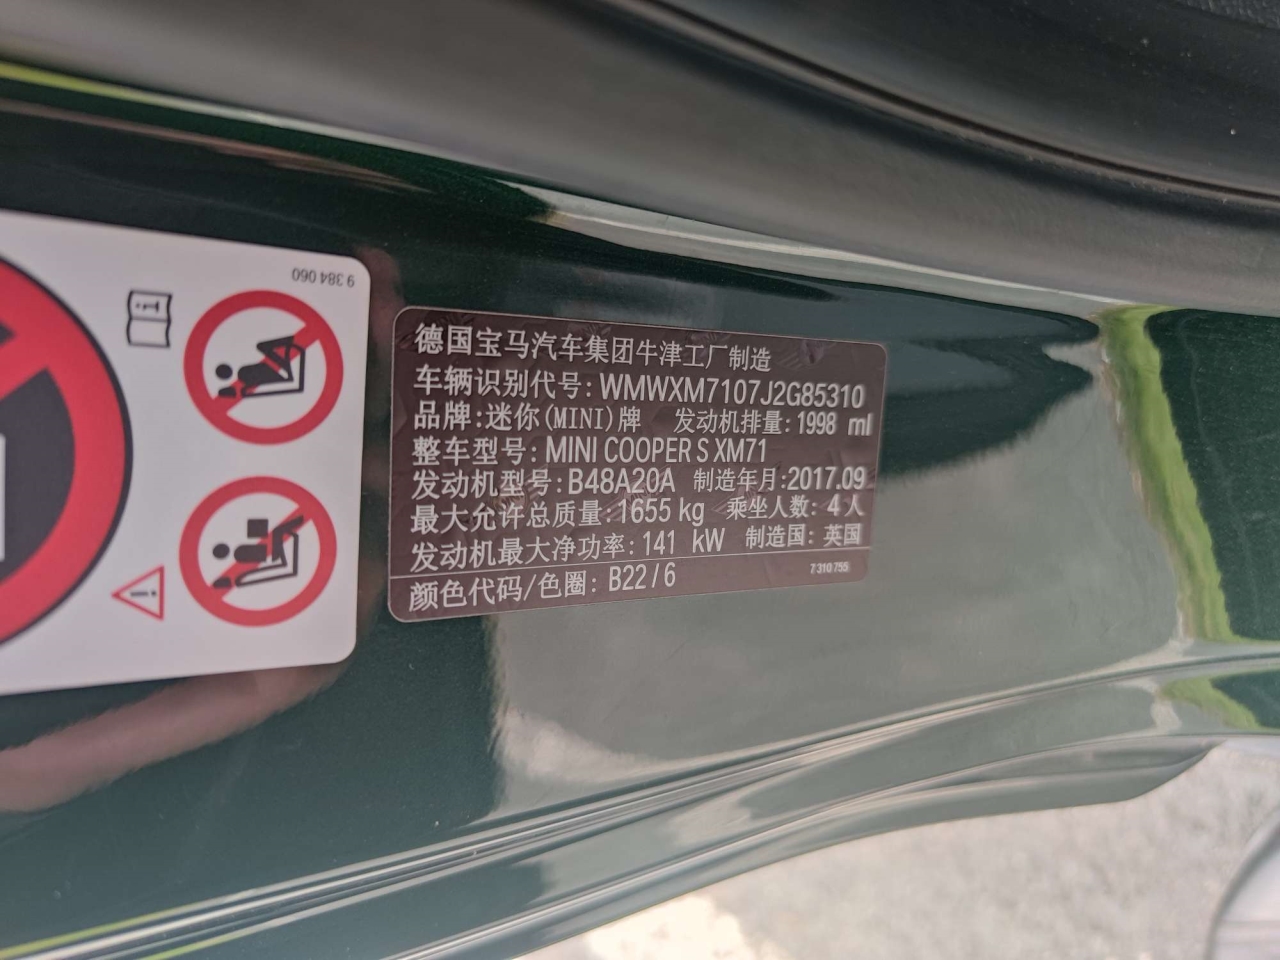 9 384 060
德国宝马汽车集团牛津工厂制造
车辆识别代号: WMWXM7107J2G85310
品牌:迷你(MINI)牌 发动机排量: 1998 ml
整车型号: MINI COOPER S XM71
发动机型号: B48A20A 制造年月:2017.09
最大允许总质量:1655 kg 乘坐人数: 4 人
发动机最大净功率: 141 kW 制造国: 英国
颜色代码/色圈: B22 / 6
7 310 755